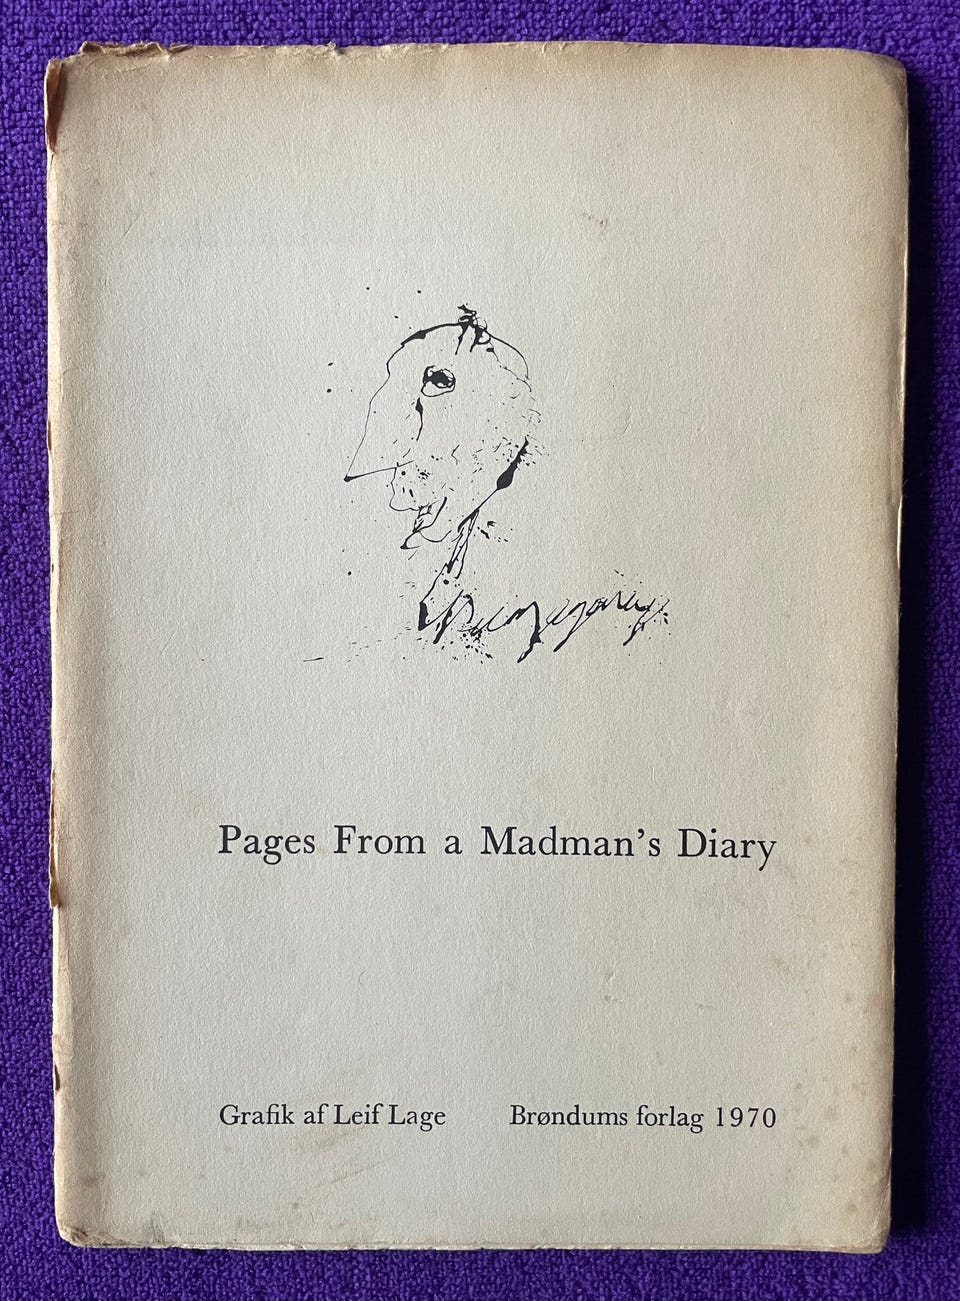 Pages From a Madman's Diary
Grafik af Leif Lage
Brøndums forlag 1970